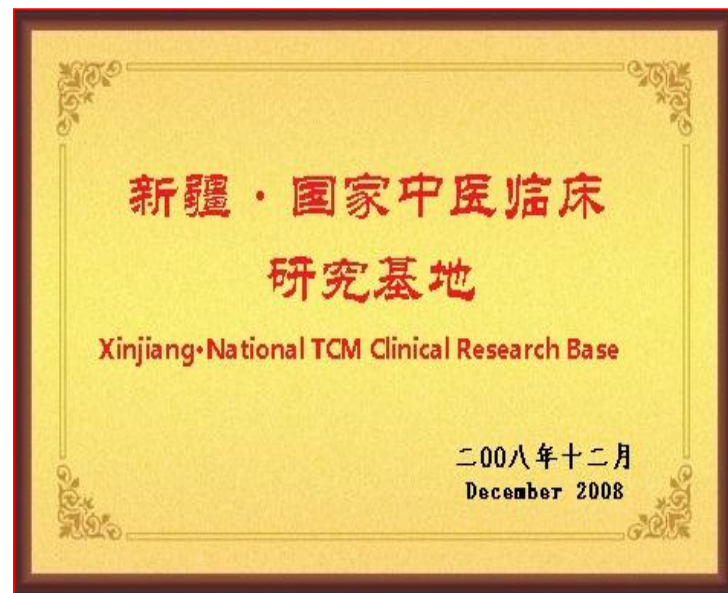 新疆·国家中医临床
研究基地
Xinjiang·National TCM Clinical Research Base
二00八年十二月
December 2008